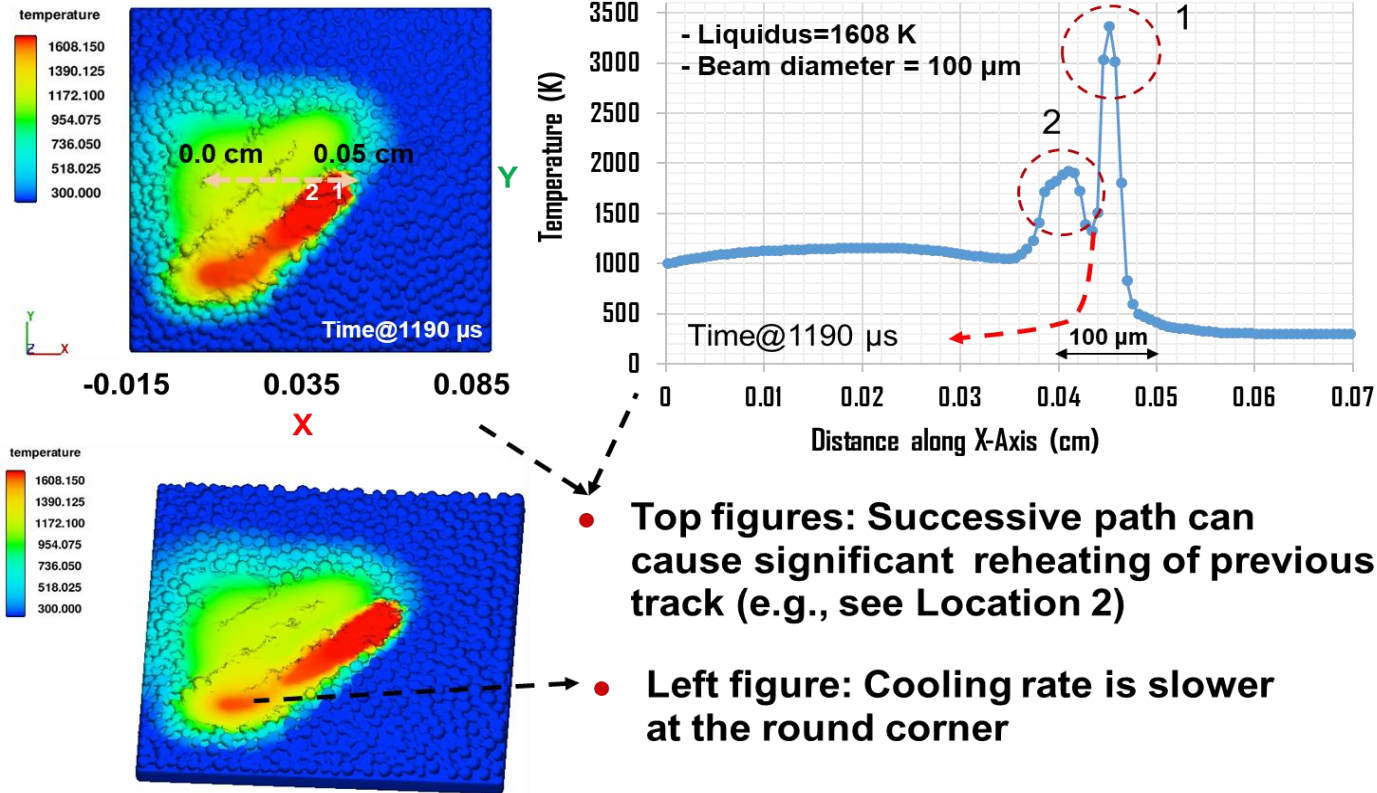 temperature
1608.150
1390.125
1172.100
954.075
736.050
518.025
300.000
0.0 cm
0.05 cm
2
1
Y
Time@1190 µs
Y
Z
X
-0.015
0.035
0.085
X
3500
3000
2500
2000
1500
1000
500
0
Temperature (K)
- Liquidus=1608 K
- Beam diameter = 100 µm
1
2
Time@1190 µs
100 µm
0
0.01
0.02
0.03
0.04
0.05
0.06
0.07
Distance along X-Axis (cm)
temperature
1608.150
1390.125
1172.100
954.075
736.050
518.025
300.000
• Top figures: Successive path can
cause significant reheating of previous
track (e.g., see Location 2)
• Left figure: Cooling rate is slower
at the round corner